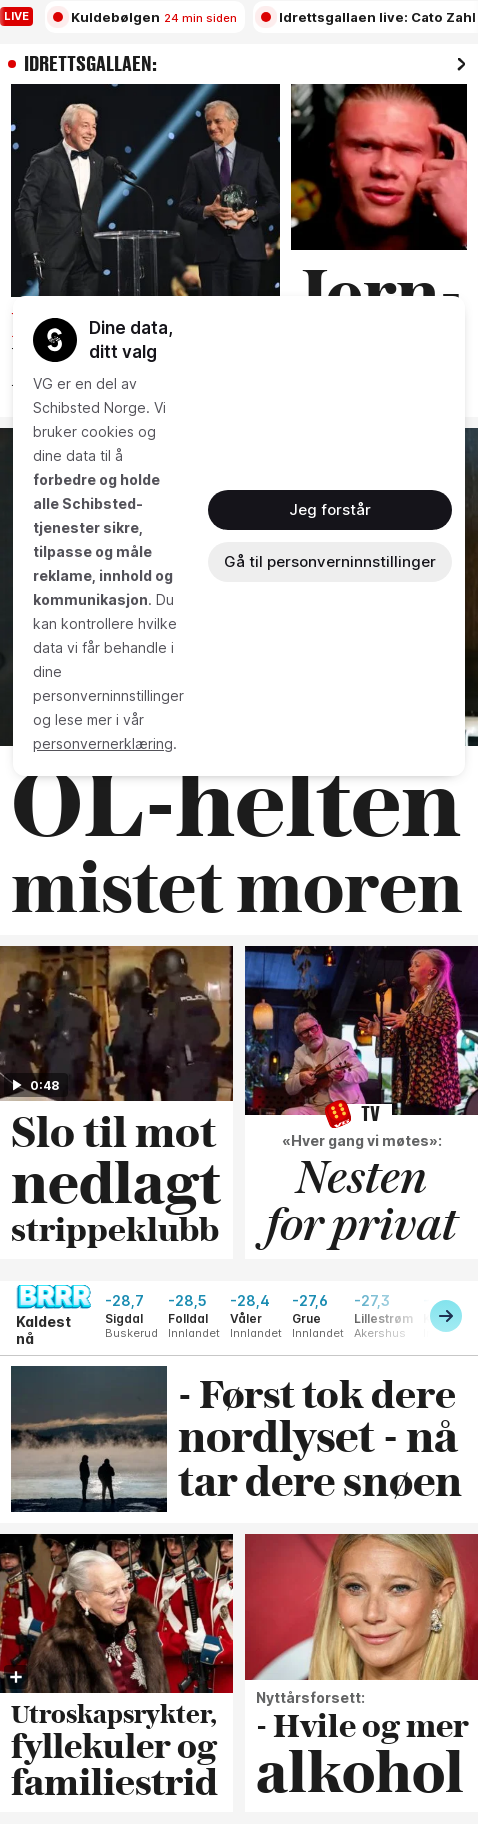 LIVE
Kuldebølgen 24 min siden
Idrettsgallaen live: Cato Zahl
IDRETTSGALLAEN:
Jorn-
Dine data,
ditt valg
VG er en del av
Schibsted Norge. Vi
bruker cookies og
dine data til å
forbedre og holde
alle Schibsted-
tjenester sikre,
tilpasse og måle
reklame, innhold og
kommunikasjon. Du
kan kontrollere hvilke
data vi får behandle i
dine
personverninnstillinger
og lese mer i vår
personvernerklæring.
Jeg forstår
Gå til personverninnstillinger
OL-helten
mistet moren
0:48
Slo til mot
nedlagt
strippeklubb
TV
«Hver gang vi møtes»:
Nesten
for privat
BRRR
Kaldest
nå
-28,7
Sigdal
Buskerud
-28,5
Folldal
Innlandet
-28,4
Våler
Innlandet
-27,6
Grue
Innlandet
-27,3
Lillestrøm
Akershus
- Først tok dere
nordlyset - nå
tar dere snøen
Utroskapsrykter,
fyllekuler og
familiestrid
Nyttårsforsett:
- Hvile og mer
alkohol